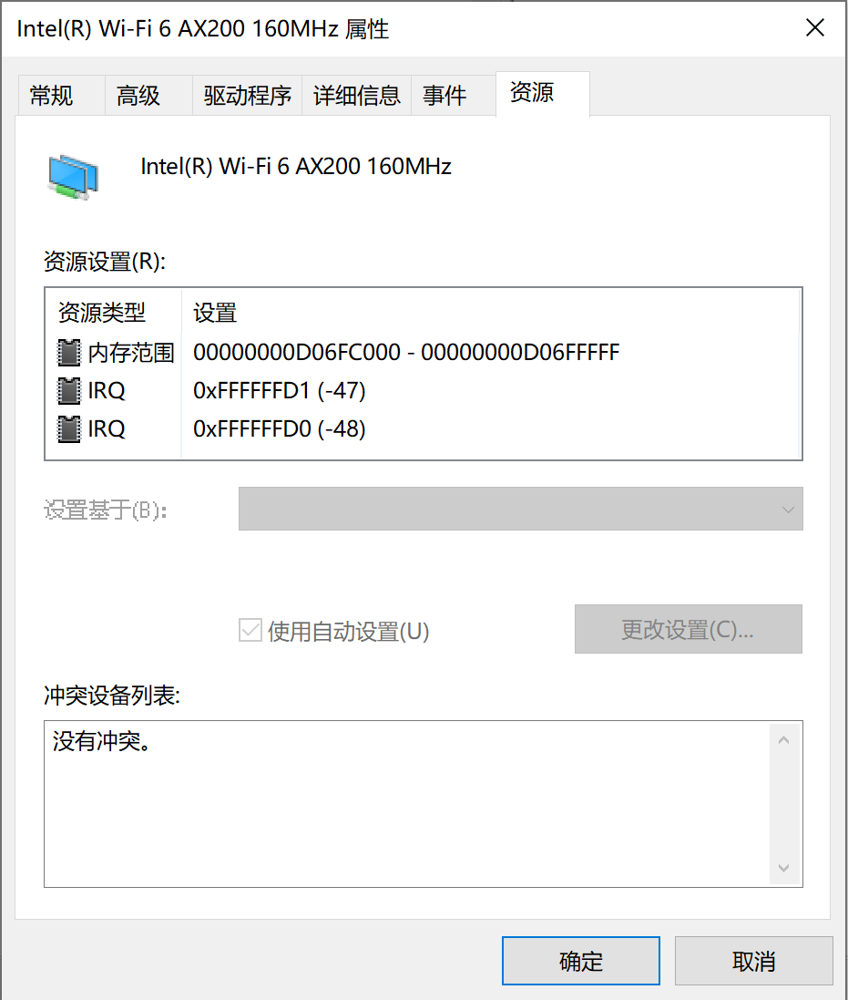 Intel(R) Wi-Fi 6 AX200 160MHz 属性
常规 高级 驱动程序 详细信息 事件 资源
Intel(R) Wi-Fi 6 AX200 160MHz
资源设置(R):
资源类型 设置
内存范围 00000000D06FC000 - 00000000D06FFFFF
IRQ 0xFFFFFFD1 (-47)
IRQ 0xFFFFFFD0 (-48)
设置基于(B):
使用自动设置(U) 更改设置(C)...
冲突设备列表:
没有冲突。
确定 取消